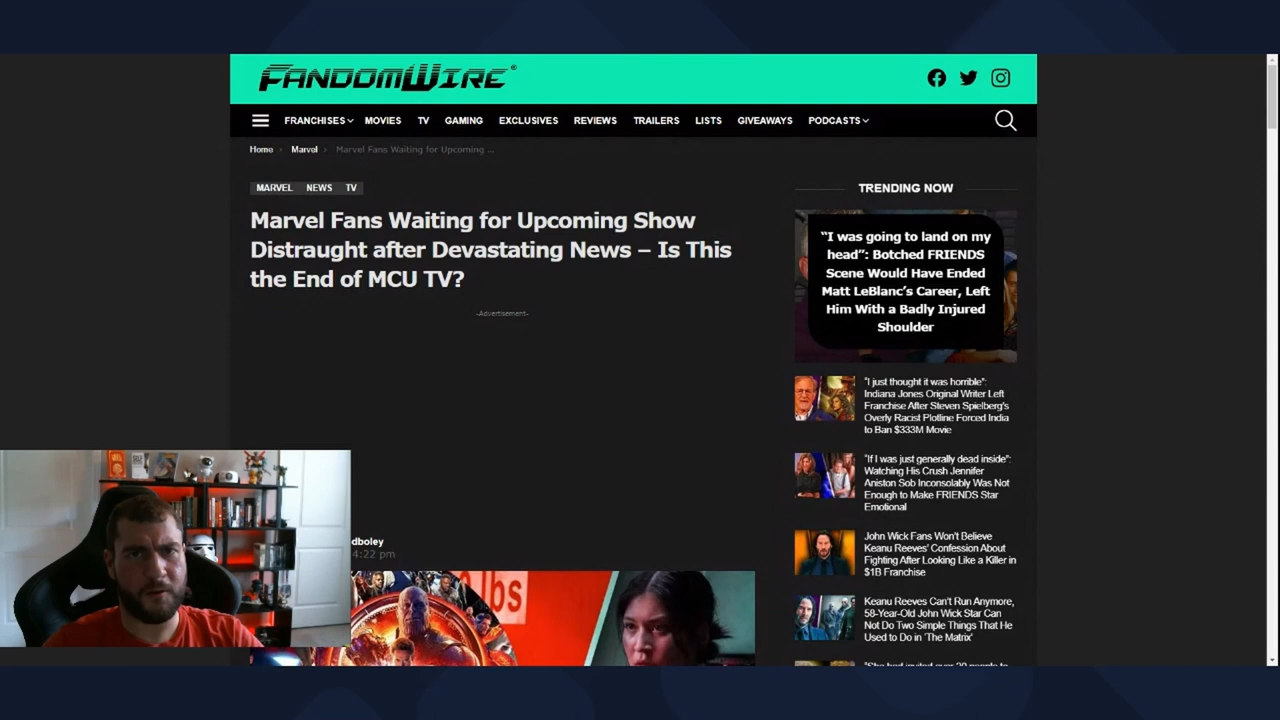 FANDOMWIRE
FRANCHISES MOVIES TV GAMING EXCLUSIVES REVIEWS TRAILERS LISTS GIVEAWAYS PODCASTS
Home › Marvel › Marvel Fans Waiting for Upcoming ...
MARVEL NEWS TV
Marvel Fans Waiting for Upcoming Show
Distraught after Devastating News – Is This
the End of MCU TV?
-Advertisement-
dboley
4:22 pm
lbs
TRENDING NOW
“I was going to land on my
head”: Botched FRIENDS
Scene Would Have Ended
Matt LeBlanc’s Career, Left
Him With a Badly Injured
Shoulder
“I just thought it was horrible”:
Indiana Jones Original Writer Left
Franchise After Steven Spielberg’s
Overly Racist Plotline Forced India
to Ban $333M Movie
“If I was just generally dead inside”:
Watching His Crush Jennifer
Aniston Sob Inconsolably Was Not
Enough to Make FRIENDS Star
Emotional
John Wick Fans Won’t Believe
Keanu Reeves’ Confession About
Fighting After Looking Like a Killer in
$1B Franchise
Keanu Reeves Can’t Run Anymore,
58-Year-Old John Wick Star Can
Not Do Two Simple Things That He
Used to Do in ‘The Matrix’